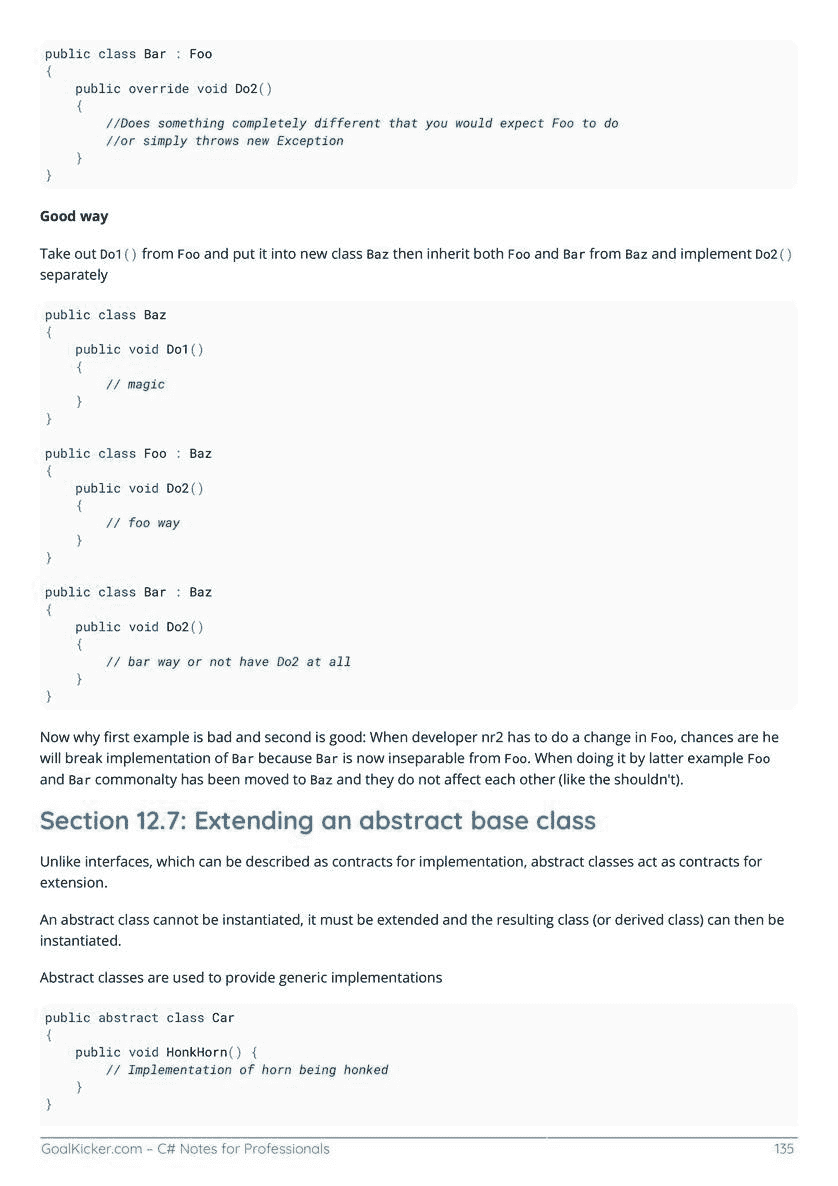 public class Bar : Foo
{
    public override void Do2()
    {
        //Does something completely different that you would expect Foo to do
        //or simply throws new Exception
    }
}
Good way
Take out Do1() from Foo and put it into new class Baz then inherit both Foo and Bar from Baz and implement Do2()
separately
public class Baz
{
    public void Do1()
    {
        // magic
    }
}
public class Foo : Baz
{
    public void Do2()
    {
        // foo way
    }
}
public class Bar : Baz
{
    public void Do2()
    {
        // bar way or not have Do2 at all
    }
}
Now why first example is bad and second is good: When developer nr2 has to do a change in Foo, chances are he
will break implementation of Bar because Bar is now inseparable from Foo. When doing it by latter example Foo
and Bar commonalty has been moved to Baz and they do not affect each other (like the shouldn't).
Section 12.7: Extending an abstract base class
Unlike interfaces, which can be described as contracts for implementation, abstract classes act as contracts for
extension.
An abstract class cannot be instantiated, it must be extended and the resulting class (or derived class) can then be
instantiated.
Abstract classes are used to provide generic implementations
public abstract class Car
{
    public void HonkHorn() {
        // Implementation of horn being honked
    }
}
GoalKicker.com – C# Notes for Professionals 135